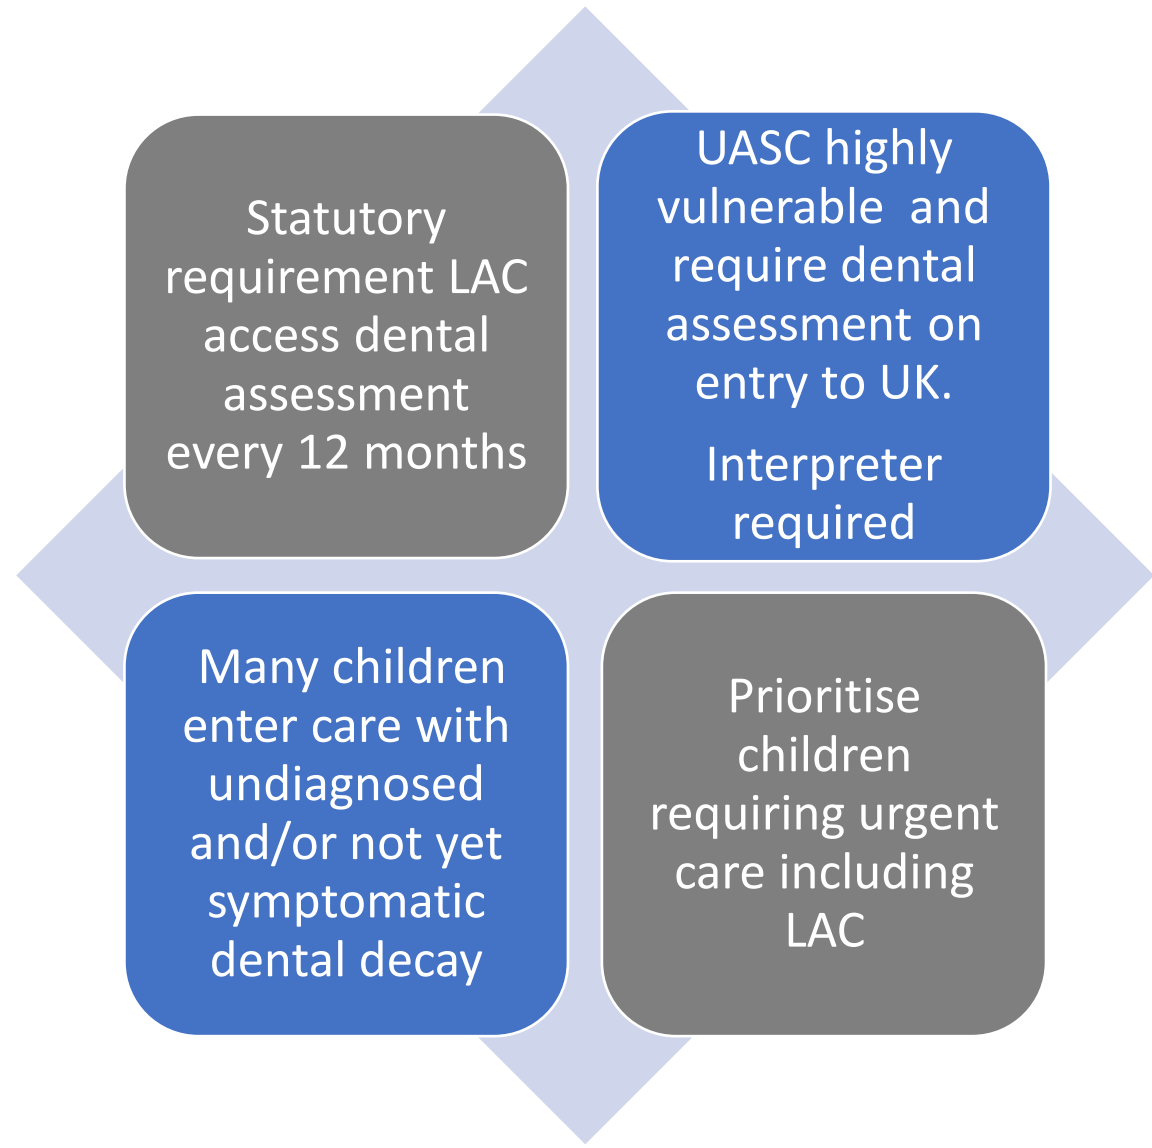 Statutory
requirement LAC
access dental
assessment
every 12 months
UASC highly
vulnerable  and
require dental
assessment on
entry to UK.
Interpreter
required
Many children
enter care with
undiagnosed
and/or not yet
symptomatic
dental decay
Prioritise
children
requiring urgent
care including
LAC